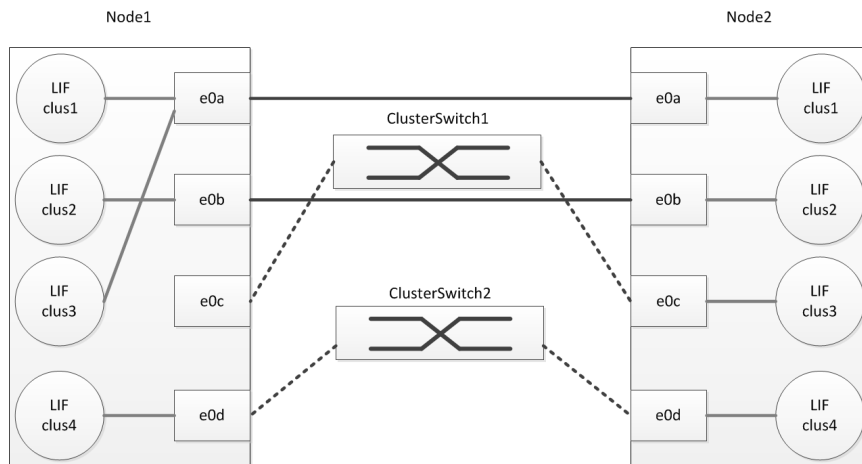 Node1
Node2
LIF
clus1
e0a
e0a
LIF
clus1
ClusterSwitch1
LIF
clus2
e0b
e0b
LIF
clus2
LIF
clus3
e0c
ClusterSwitch2
e0c
LIF
clus3
LIF
clus4
e0d
e0d
LIF
clus4